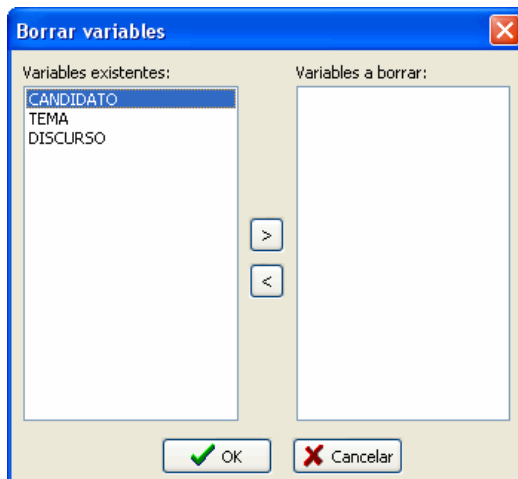 Borrar variables
Variables existentes:
CANDIDATO
TEMA
DISCURSO
Variables a borrar:
>
<
OK
Cancelar